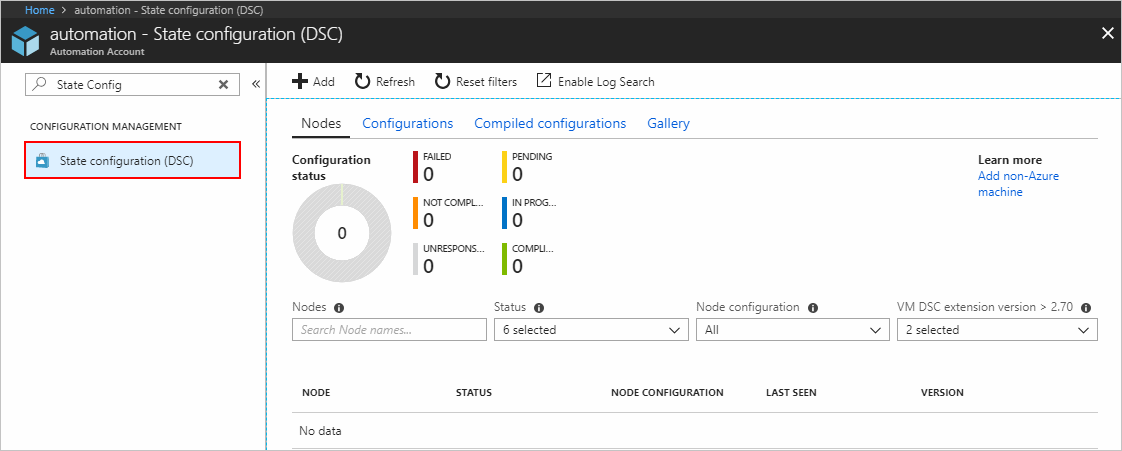 Home > automation - State configuration (DSC)
automation - State configuration (DSC)
Automation Account
State Config
CONFIGURATION MANAGEMENT
State configuration (DSC)
Add Refresh Reset filters Enable Log Search
Nodes Configurations Compiled configurations Gallery
Configuration
status
0
FAILED
0
PENDING
0
NOT COMPL...
0
IN PROG...
0
UNRESPONS...
0
COMPLI...
0
Learn more
Add non-Azure
machine
Nodes
Search Node names...
Status
6 selected
Node configuration
All
VM DSC extension version > 2.70
2 selected
NODE STATUS NODE CONFIGURATION LAST SEEN VERSION
No data